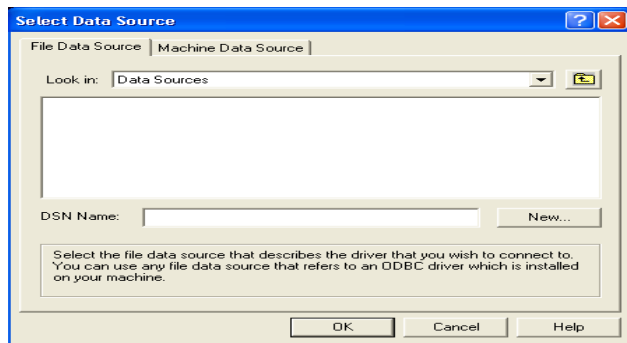 Select Data Source
File Data Source Machine Data Source
Look in: Data Sources
DSN Name: New...
Select the file data source that describes the driver that you wish to connect to.
You can use any file data source that refers to an ODBC driver which is installed
on your machine.
OK Cancel Help